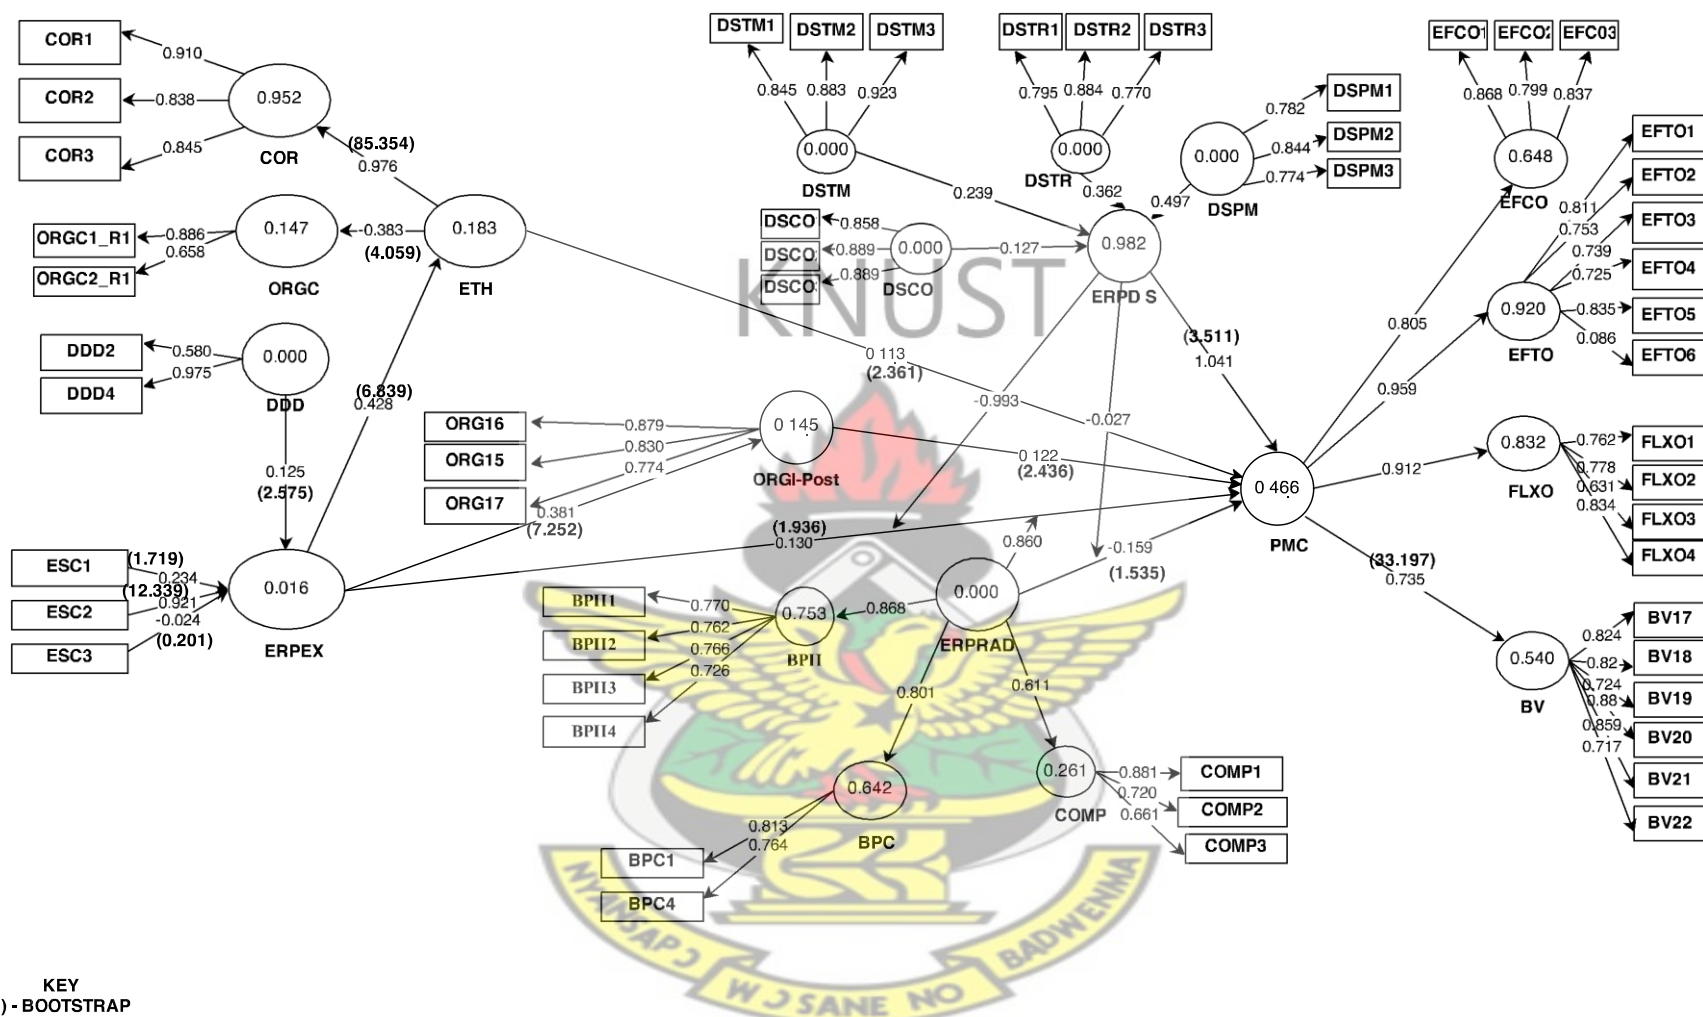 COR1
COR2
COR3
0.910
0.838
0.845
0.952
COR
(85.354)
0.976
ORGC1_R1
ORGC2_R1
0.886
0.658
0.147
ORGC
-0.383
(4.059)
0.183
ETH
DDD2
DDD4
0.580
0.975
0.000
DDD
0.125
(2.575)
(6.839)
0.428
ESC1
ESC2
ESC3
(1.719)
0.234
(12.339)
0.921
-0.024
(0.201)
0.016
ERPEX
DSTM1
DSTM2
DSTM3
0.845
0.883
0.923
0.000
DSTM
0.239
DSTR1
DSTR2
DSTR3
0.795
0.884
0.770
0.000
DSTR
0.362
DSPM1
DSPM2
DSPM3
0.782
0.844
0.774
0.000
DSPM
0.497
DSCO
DSCO
DSCO
0.858
0.889
0.889
0.000
DSCO
0.127
0.982
ERPD S
KNUST
(3.511)
1.041
0.113
(2.361)
-0.993
-0.027
ORG16
ORG15
ORG17
0.879
0.830
0.774
0.145
ORGI-Post
0.381
(7.252)
0.122
(2.436)
(1.936)
0.130
0.860
-0.159
(1.535)
0.466
PMC
BPII1
BPII2
BPII3
BPII4
0.770
0.762
0.766
0.726
0.753
BPII
0.868
0.000
ERPRAD
0.801
0.611
0.642
BPC
0.813
0.764
BPC1
BPC4
0.261
COMP
0.881
0.720
0.661
COMP1
COMP2
COMP3
EFCO1
EFCO2
EFC03
0.868
0.799
0.837
0.648
EFCO
0.805
EFTO1
EFTO2
EFTO3
EFTO4
EFTO5
EFTO6
0.811
0.753
0.739
0.725
0.835
0.086
0.920
EFTO
0.959
0.832
FLXO
0.912
0.762
0.778
0.631
0.834
FLXO1
FLXO2
FLXO3
FLXO4
(33.197)
0.735
0.540
BV
0.824
0.82
0.724
0.88
0.859
0.717
BV17
BV18
BV19
BV20
BV21
BV22
NYANSAPƆ
WƆSANE NO
BADWENMA
KEY
) - BOOTSTRAP